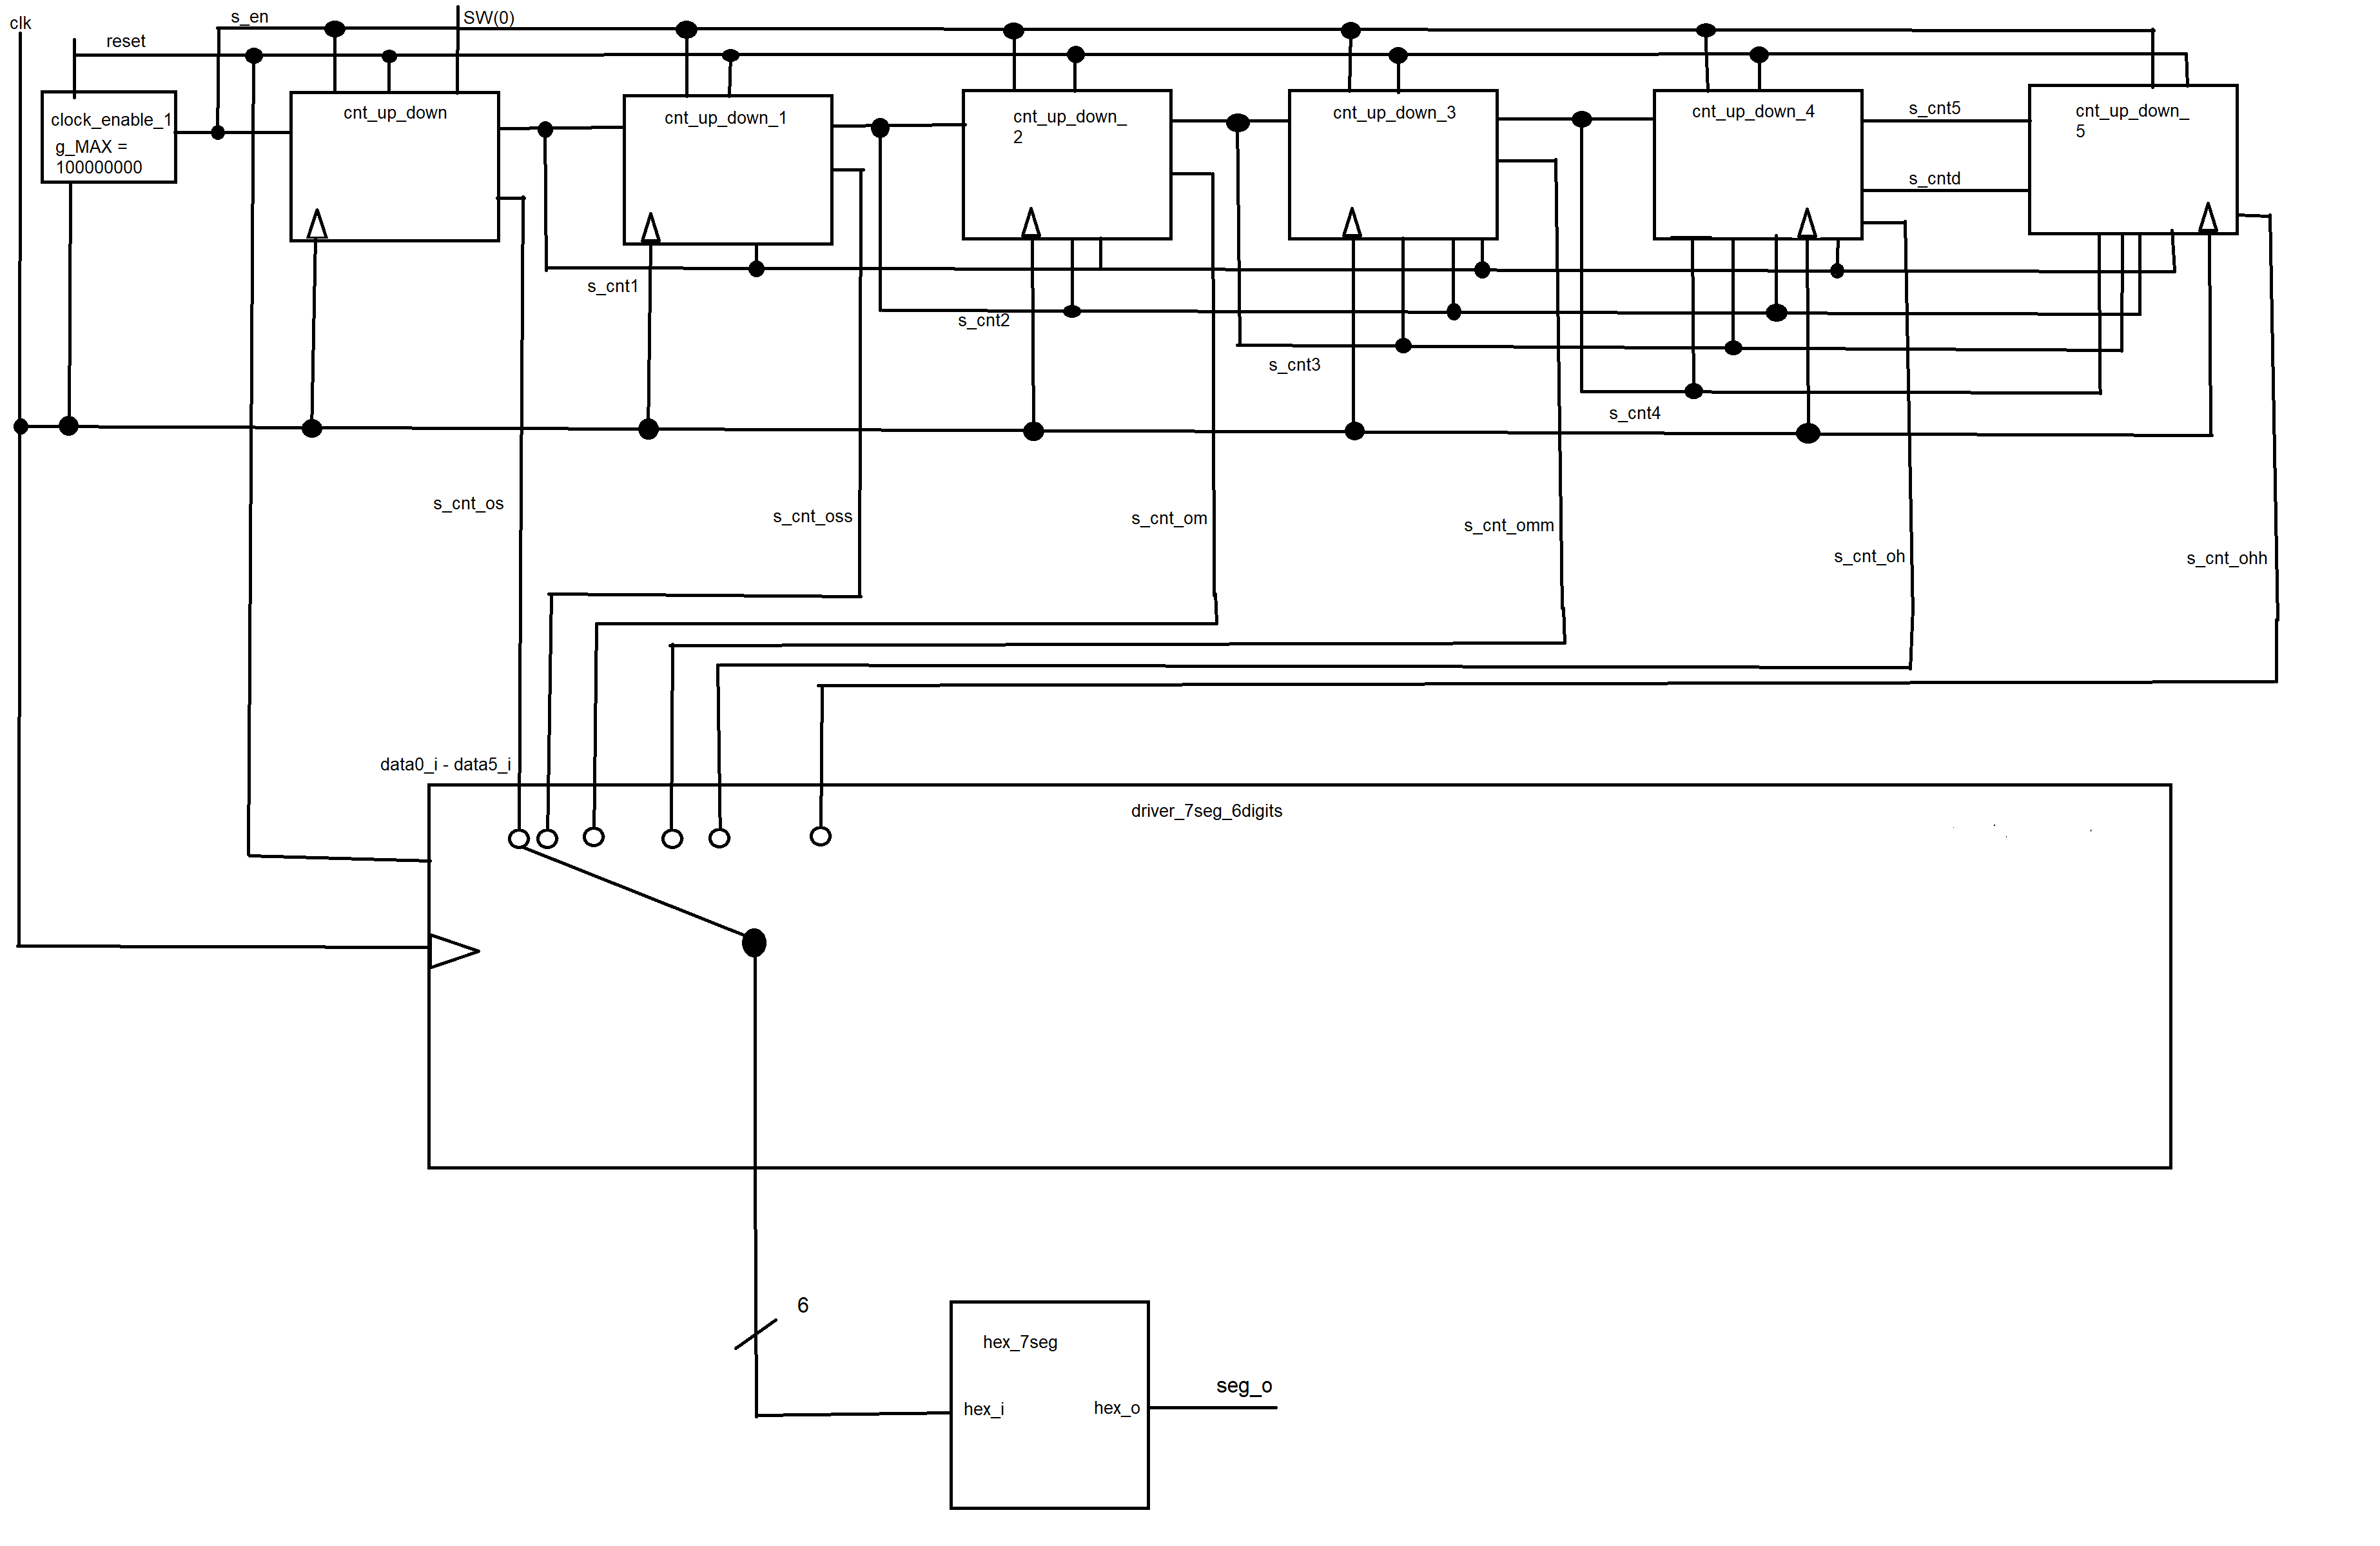 clk
s_en
SW(0)
reset
clock_enable_1
g_MAX =
100000000
cnt_up_down
cnt_up_down_1
cnt_up_down_
2
cnt_up_down_3
cnt_up_down_4
s_cnt5
s_cntd
cnt_up_down_
5
s_cnt1
s_cnt2
s_cnt3
s_cnt4
s_cnt_os
s_cnt_oss
s_cnt_om
s_cnt_omm
s_cnt_oh
s_cnt_ohh
data0_i - data5_i
driver_7seg_6digits
6
hex_7seg
hex_i
hex_o
seg_o